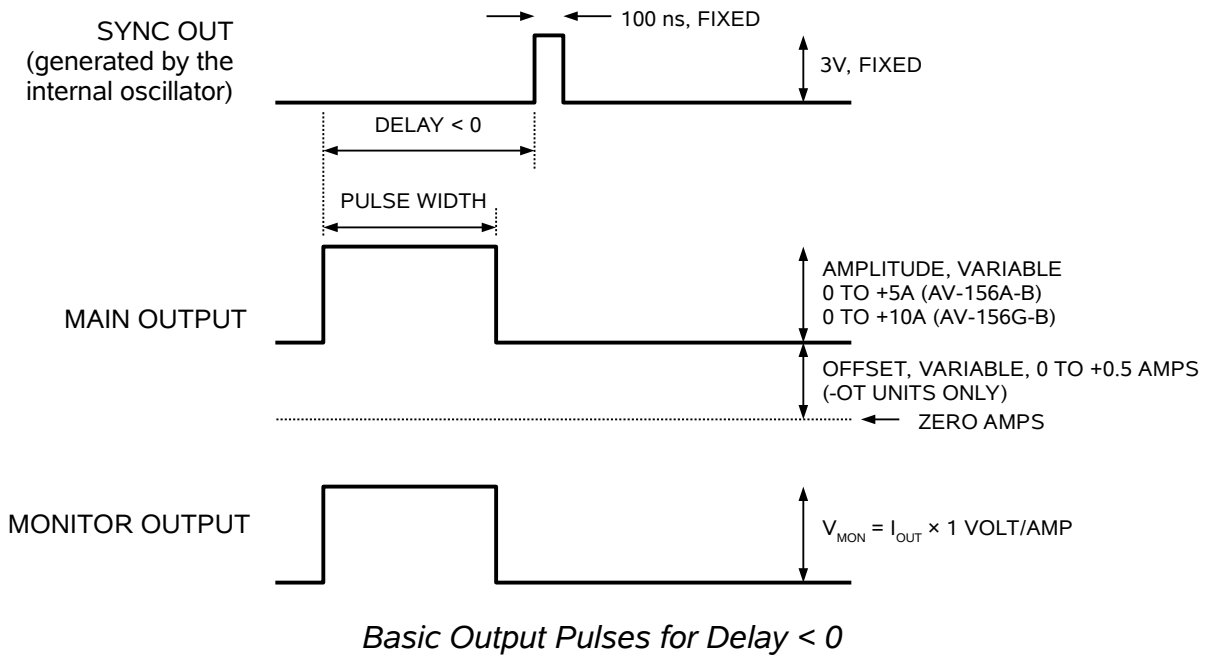 SYNC OUT
(generated by the
internal oscillator)
100 ns, FIXED
3V, FIXED
DELAY < 0
PULSE WIDTH
MAIN OUTPUT
AMPLITUDE, VARIABLE
0 TO +5A (AV-156A-B)
0 TO +10A (AV-156G-B)
OFFSET, VARIABLE, 0 TO +0.5 AMPS
(-OT UNITS ONLY)
ZERO AMPS
MONITOR OUTPUT
V_MON = I_OUT × 1 VOLT/AMP
Basic Output Pulses for Delay < 0